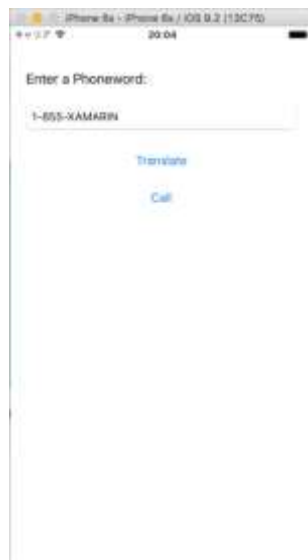 iPhone 6s - iPhone 6s / iOS 9.2 (13C75)
20:04
Enter a Phoneword:
1-855-XAMARIN
Translate
Call